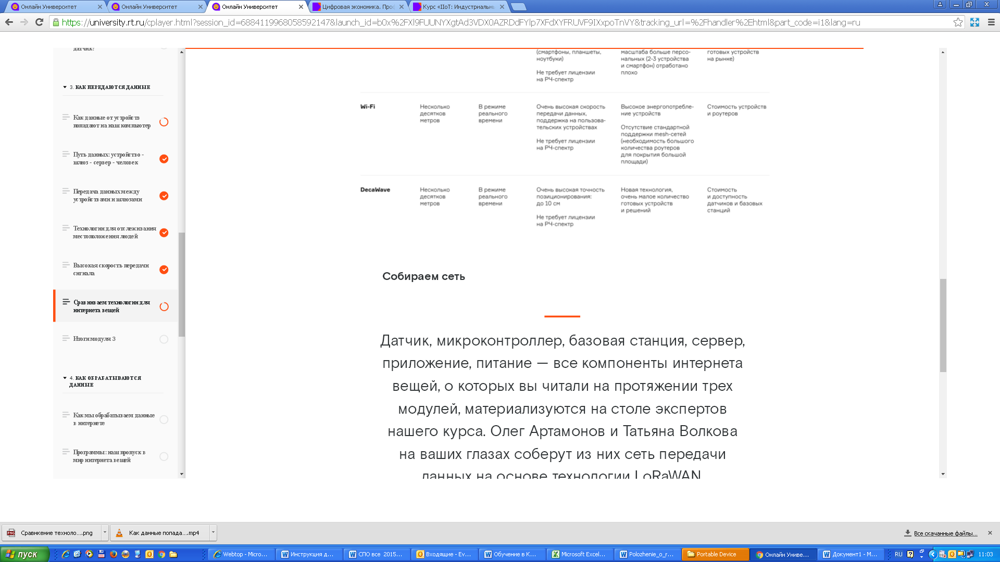 Онлайн Университет
Онлайн Университет
Онлайн Университет
Цифровая экономика. Про
Курс «IIoT: Индустриальн
https://university.rt.ru/cplayer.html?session_id=6884119968058592147&launch_id=b0x%2FXl9FUUNYXgtAd3VDX0AZRDdFYlp7XFdXYFRUVF9IXxpoTnVY&tracking_url=%2Fhandler%2Ehtml&part_code=i1&lang=ru
датчик?
3. КАК ПЕРЕДАЮТСЯ ДАННЫЕ
Как данные от устройств
попадают на наш компьютер
Путь данных: устройство -
шлюз - сервер - человек
Передача данных между
устройствами и шлюзами
Технологии для отслеживания
местоположения людей
Высокая скорость передачи
сигнала
Сравниваем технологии для
интернета вещей
Итоги модуля 3
4. КАК ОБРАБАТЫВАЮТСЯ
ДАННЫЕ
Как мы обрабатываем данные
в интернете
Программы: наш пропуск в
мир интернета вещей
(смартфоны, планшеты,
ноутбуки)
Не требует лицензии
на РЧ-спектр
масштаба больше персо-
нальных (2-3 устройства
и смартфон) отработано
плохо
готовых устройств
на рынке)
Wi-Fi
Несколько
десятков
метров
В режиме
реального
времени
Очень высокая скорость
передачи данных,
поддержка на пользова-
тельских устройствах
Не требует лицензии
на РЧ-спектр
Высокое энергопотребле-
ние устройств
Отсутствие стандартной
поддержки mesh-сетей
(необходимость большого
количества роутеров
для покрытия большой
площади)
Стоимость устройств
и роутеров
DecaWave
Несколько
десятков
метров
В режиме
реального
времени
Очень высокая точность
позиционирования:
до 10 см
Не требует лицензии
на РЧ-спектр
Новая технология,
очень малое количество
готовых устройств
и решений
Стоимость
и доступность
датчиков и базовых
станций
Собираем сеть
Датчик, микроконтроллер, базовая станция, сервер,
приложение, питание — все компоненты интернета
вещей, о которых вы читали на протяжении трех
модулей, материализуются на столе экспертов
нашего курса. Олег Артамонов и Татьяна Волкова
на ваших глазах соберут из них сеть передачи
данных на основе технологии LoRaWAN
Сравнкение техноло....png
Как данные попада....mp4
Все скачанные файлы...
пуск
Webtop - Micro...
Инструкция д...
СПО все 2015...
Входящие - Ev...
Обучение в К...
Microsoft Excel...
Polozhenie_o_r...
Portable Device
Онлайн Униве...
Документ1 - M...
RU
11:03